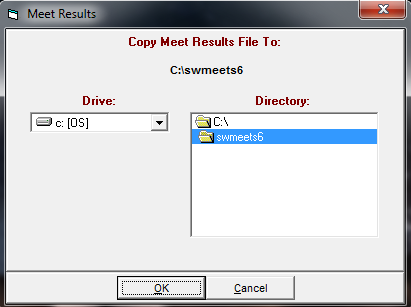 Meet Results
Copy Meet Results File To:
C:\swmeets6
Drive:
Directory:
c: [OS]
C:\
swmeets6
OK
Cancel